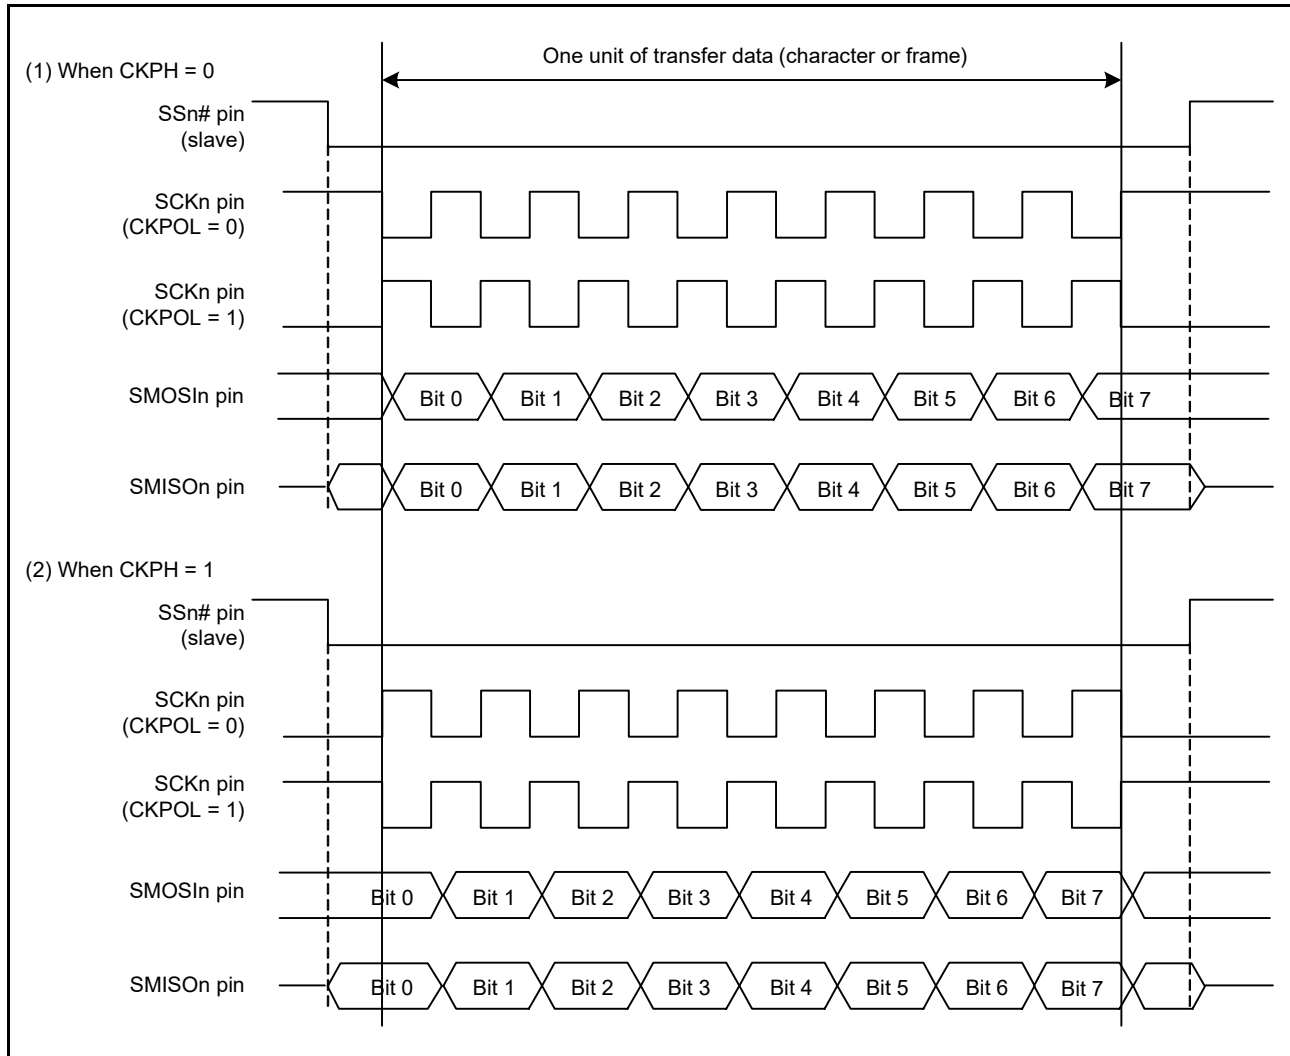 One unit of transfer data (character or frame)
(1) When CKPH = 0
SSn# pin
(slave)
SCKn pin
(CKPOL = 0)
SCKn pin
(CKPOL = 1)
SMOSIn pin
Bit 0 Bit 1 Bit 2 Bit 3 Bit 4 Bit 5 Bit 6 Bit 7
SMISOn pin
Bit 0 Bit 1 Bit 2 Bit 3 Bit 4 Bit 5 Bit 6 Bit 7
(2) When CKPH = 1
SSn# pin
(slave)
SCKn pin
(CKPOL = 0)
SCKn pin
(CKPOL = 1)
SMOSIn pin
Bit 0 Bit 1 Bit 2 Bit 3 Bit 4 Bit 5 Bit 6 Bit 7
SMISOn pin
Bit 0 Bit 1 Bit 2 Bit 3 Bit 4 Bit 5 Bit 6 Bit 7